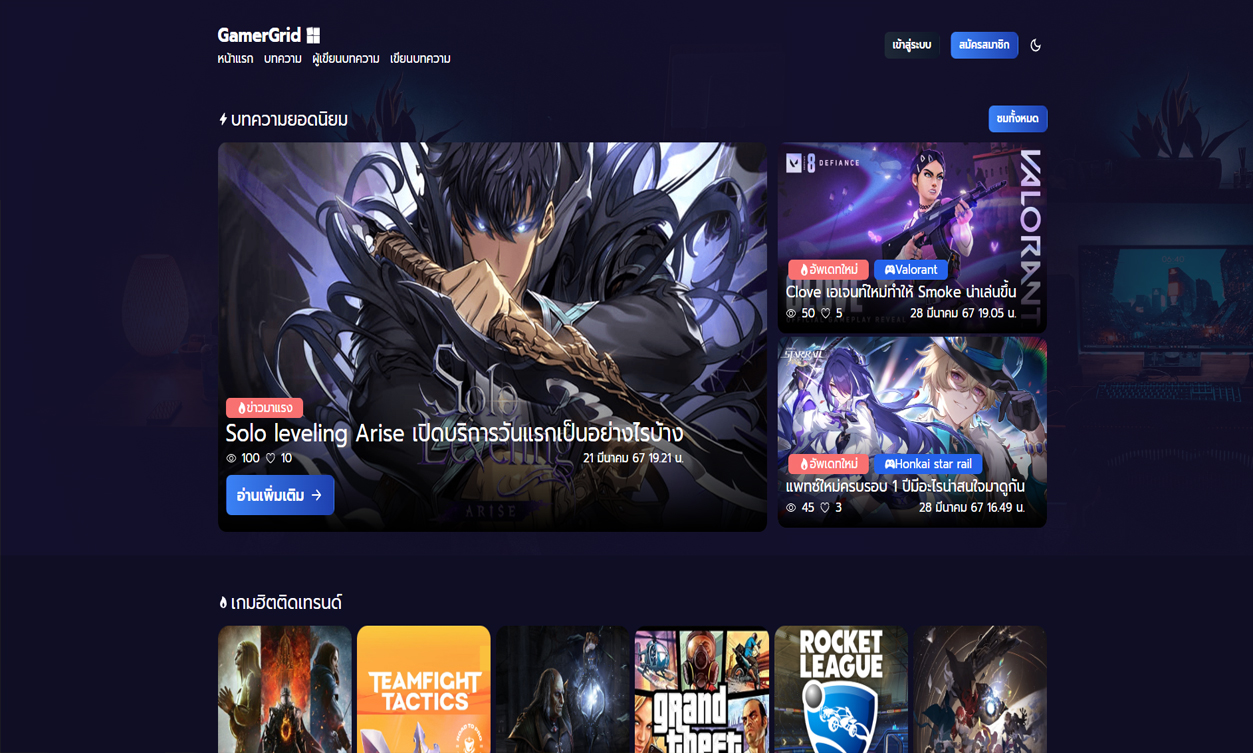 GamerGrid
หน้าแรก บทความ ผู้เขียนบทความ เขียนบทความ
เข้าสู่ระบบ
สมัครสมาชิก
บทความยอดนิยม
ชมทั้งหมด
Solo
Leveling
ARISE
ข่าวมาแรง
Solo leveling Arise เปิดบริการวันแรกเป็นอย่างไรบ้าง
100 10
21 มีนาคม 67 19.21 น.
อ่านเพิ่มเติม
8 DEFIANCE
VALORANT
อัพเดทใหม่ Valorant
Clove เอเจนท์ใหม่ทำให้ Smoke น่าเล่นขึ้น
50 5
28 มีนาคม 67 19.05 น.
STARRAIL
อัพเดทใหม่ Honkai star rail
แพทช์ใหม่ครบรอบ 1 ปีมีอะไรน่าสนใจมาดูกัน
45 3
28 มีนาคม 67 16.49 น.
เกมฮิตติดเทรนด์
TEAMFIGHT
TACTICS
grand
theft
ROCKET
LEAGUE